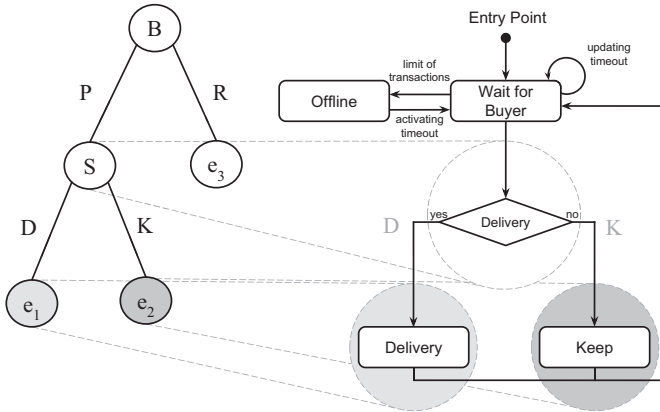 B
P
R
S
e3
D
K
e1
e2
Entry Point
updating
timeout
limit of
transactions
Offline
Wait for
Buyer
activating
timeout
yes
Delivery
no
D
K
Delivery
Keep